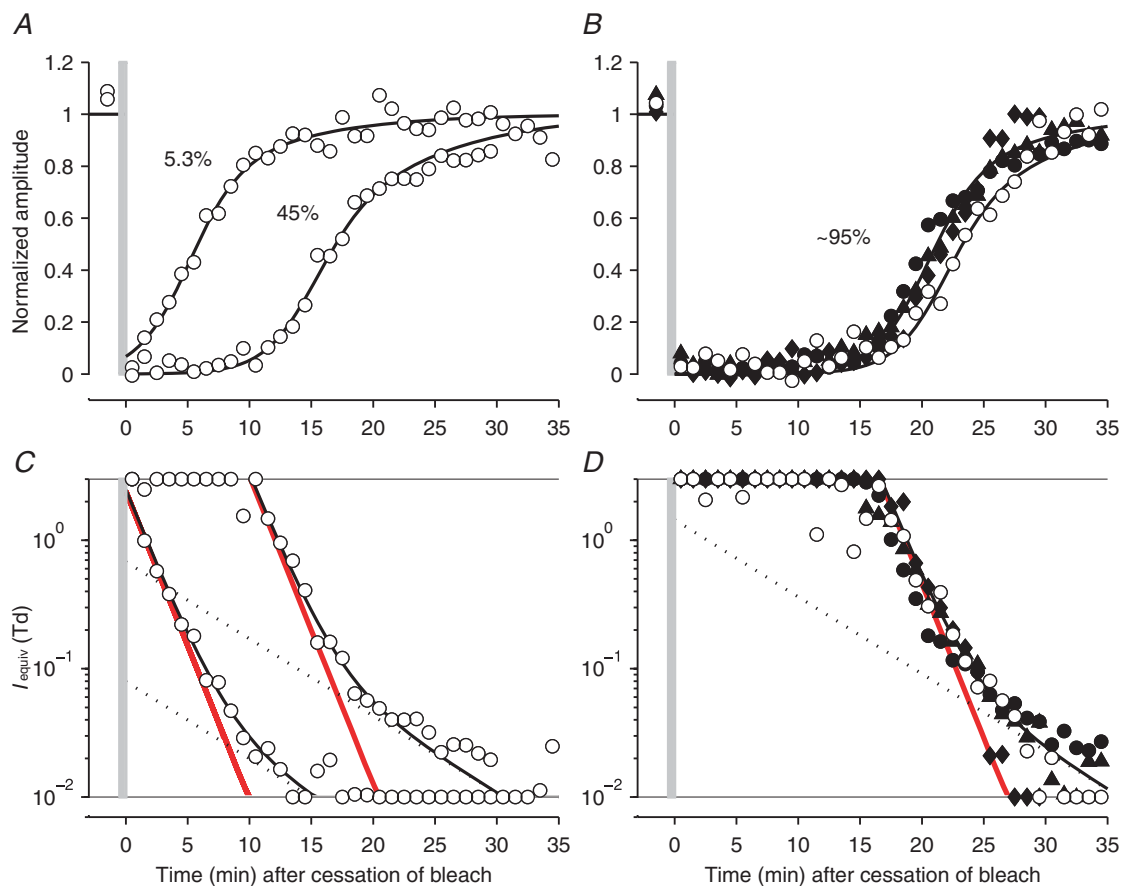 A
B
1.2
1
0.8
0.6
0.4
0.2
0
Normalized amplitude
5.3%
45%
0 5 10 15 20 25 30 35
1.2
1
0.8
0.6
0.4
0.2
0
~95%
0 5 10 15 20 25 30 35
C
D
10^0
10^-1
10^-2
I equiv (Td)
0 5 10 15 20 25 30 35
Time (min) after cessation of bleach
10^0
10^-1
10^-2
0 5 10 15 20 25 30 35
Time (min) after cessation of bleach